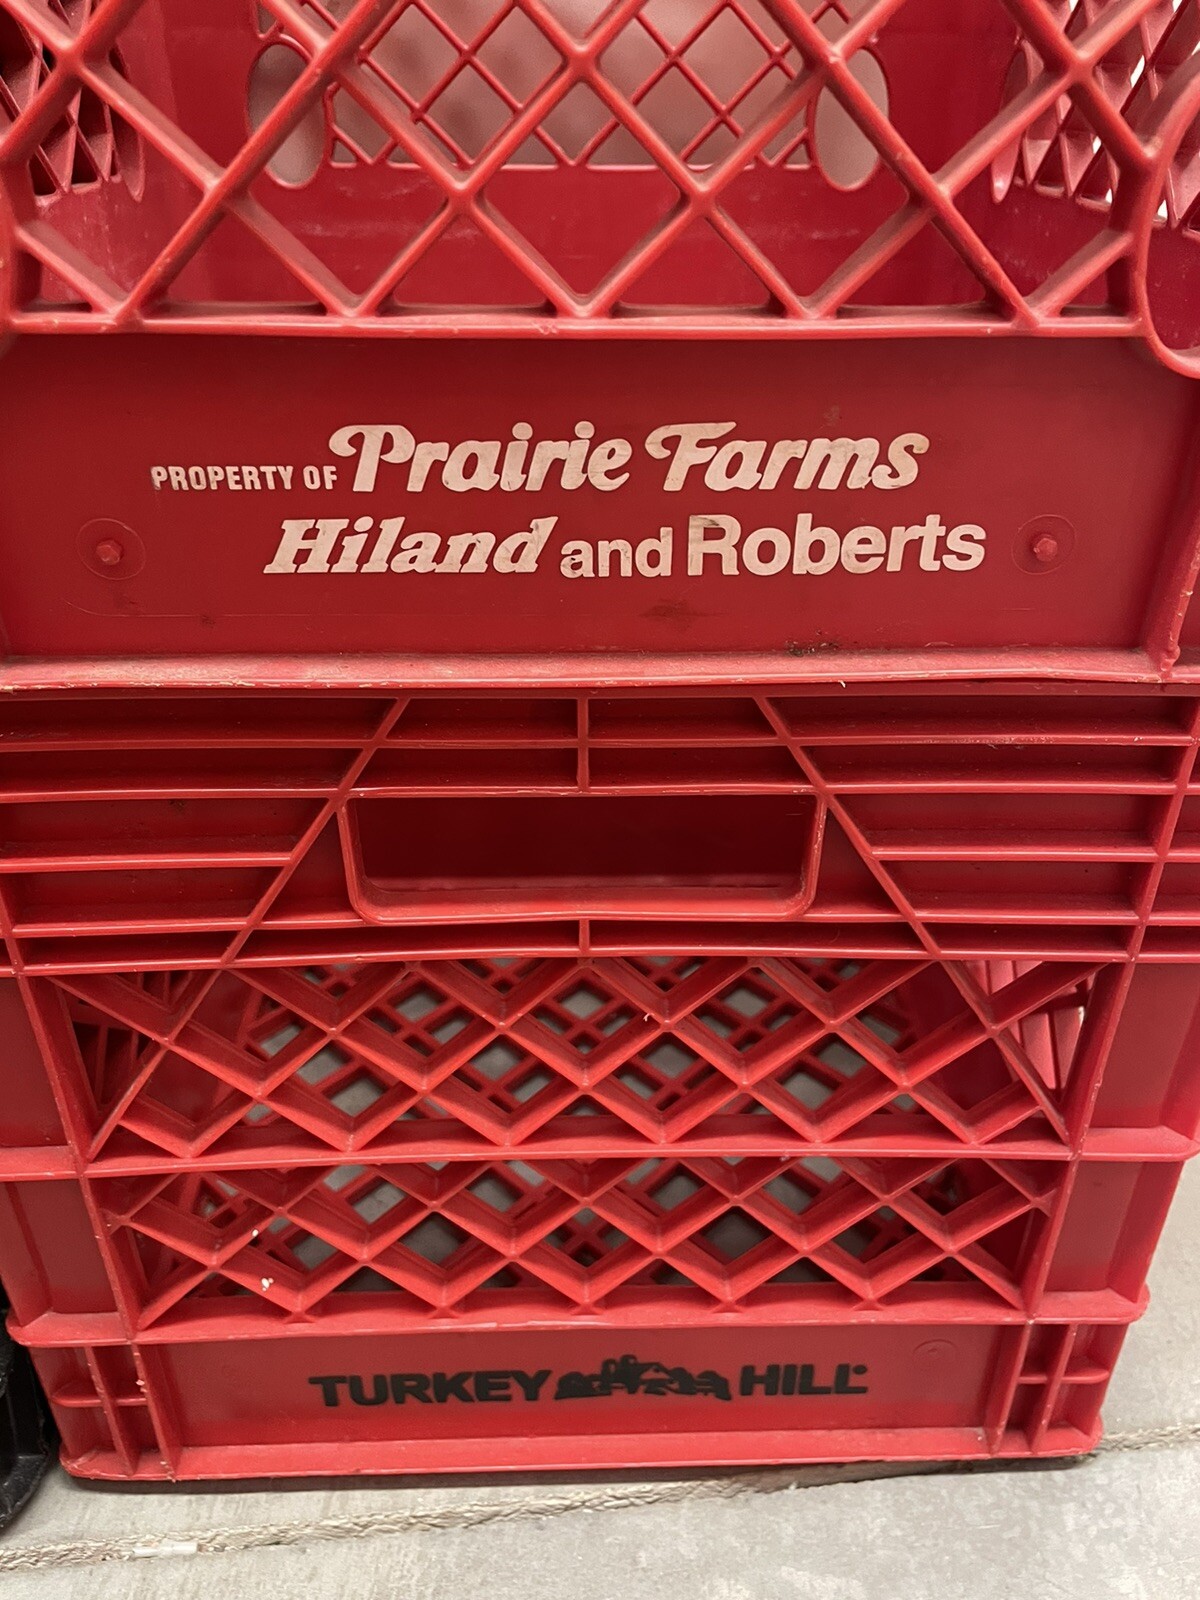 PROPERTY OF Prairie Farms
Hiland and Roberts
TURKEY HILL®